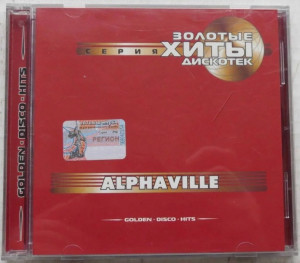 СЕРИЯ
ЗОЛОТЫЕ
ХИТЫ
ДИСКОТЕК
РЕГИОН
ALPHAVILLE
GOLDEN · DISCO · HITS
GOLDEN · DISCO · HITS